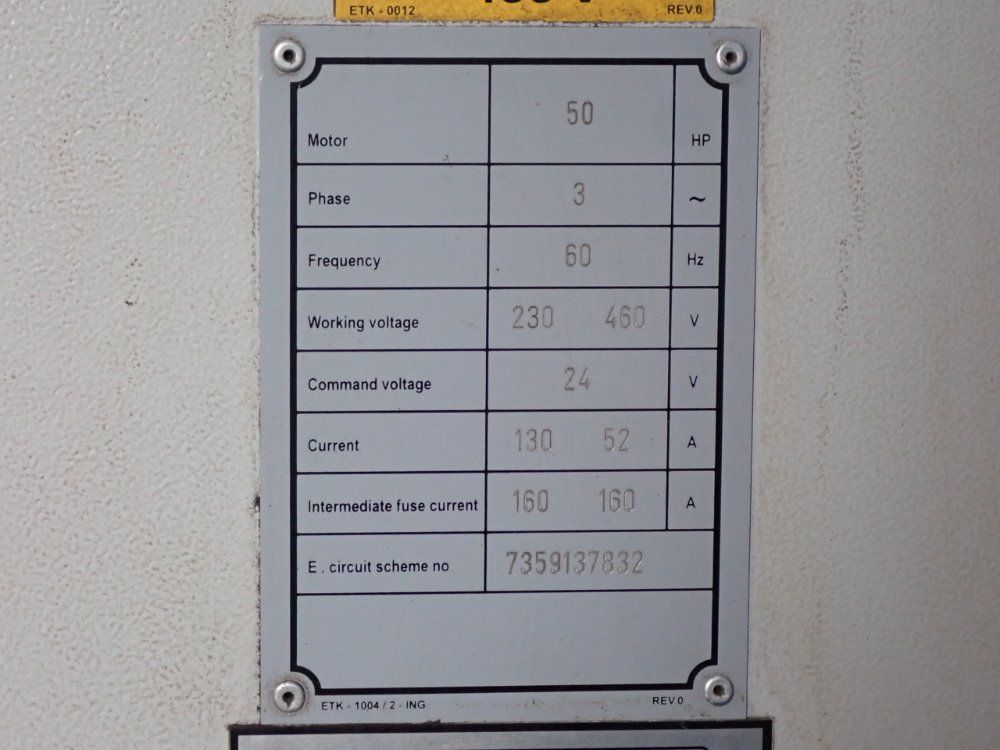 ETK - 0012 REV.0
Motor 50 HP
Phase 3 ~
Frequency 60 Hz
Working voltage 230 460 V
Command voltage 24 V
Current 130 52 A
Intermediate fuse current 160 160 A
E . circuit scheme no 7359137832
ETK - 1004 / 2 - ING REV 0